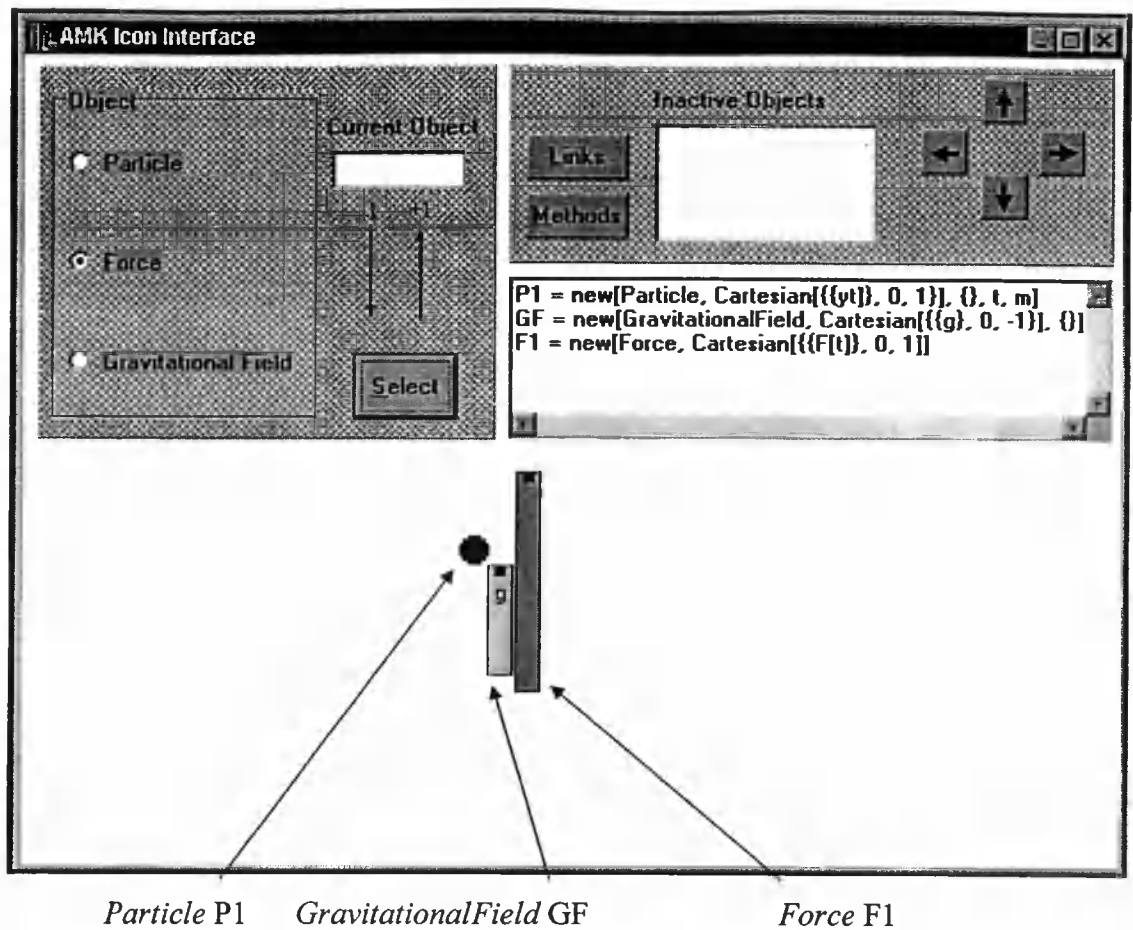 AMK Icon Interface
Object
Current Object
Particle
-1 +1
Force
Gravitational Field
Select
Inactive Objects
Links
Methods
P1 = new[Particle, Cartesian[{{yt]}, 0, 1}], {}, t, m]
GF = new[GravitationalField, Cartesian[{{g}, 0, -1}], {}]
F1 = new[Force, Cartesian[{{F[t]}, 0, 1]]
g
Particle P1 GravitationalField GF Force F1